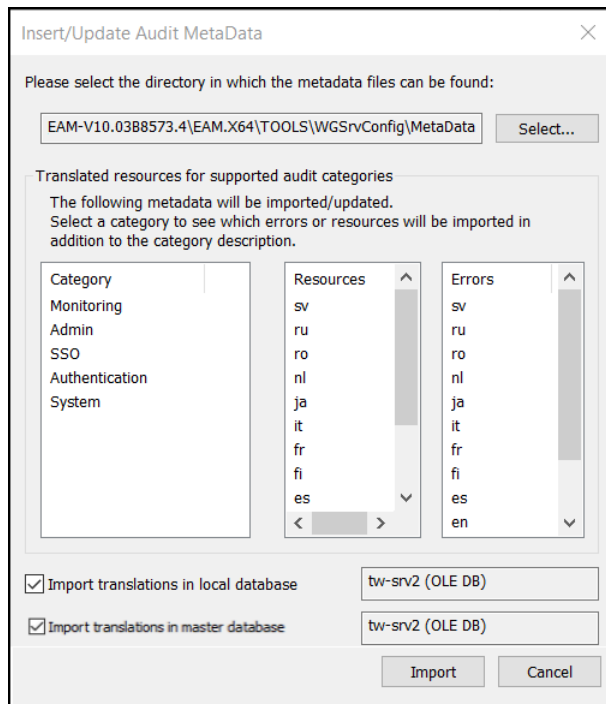 Insert/Update Audit MetaData
Please select the directory in which the metadata files can be found:
EAM-V10.03B8573.4\EAM.X64\TOOLS\WGSrvConfig\MetaData
Select...
Translated resources for supported audit categories
The following metadata will be imported/updated.
Select a category to see which errors or resources will be imported in
addition to the category description.
Category
Monitoring
Admin
SSO
Authentication
System
Resources
sv
ru
ro
nl
ja
it
fr
fi
es
Errors
sv
ru
ro
nl
ja
it
fr
fi
es
en
Import translations in local database
tw-srv2 (OLE DB)
Import translations in master database
tw-srv2 (OLE DB)
Import
Cancel